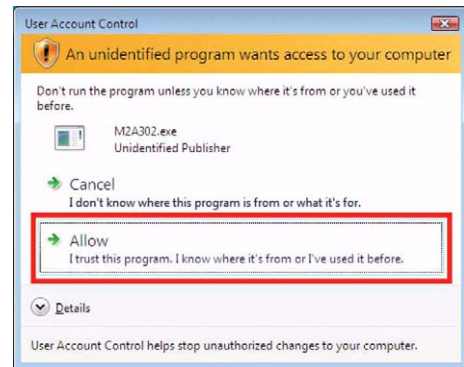 User Account Control
An unidentified program wants access to your computer
Don't run the program unless you know where it's from or you've used it
before.
M2A302.exe
Unidentified Publisher
Cancel
I don't know where this program is from or what it's for.
Allow
I trust this program. I know where it's from or I've used it before.
Details
User Account Control helps stop unauthorized changes to your computer.